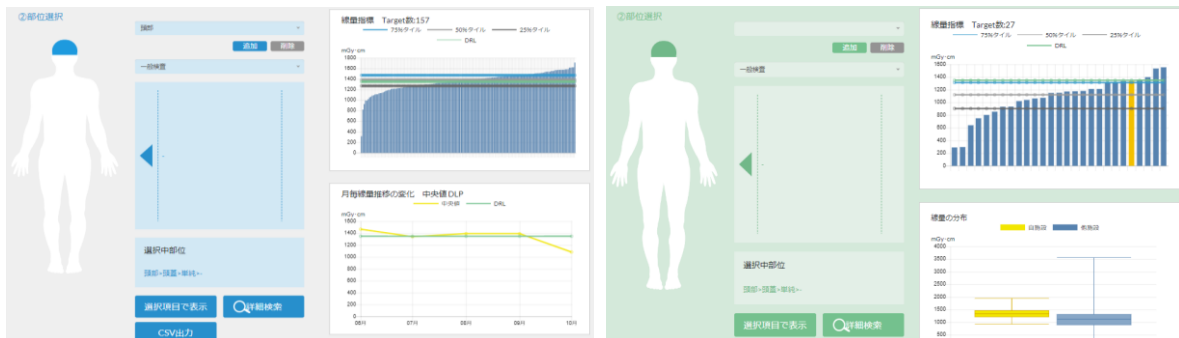 ②部位選択
頭部
追加 削除
一般検査
-
選択中部位
頭部>頭蓋>単純>-
選択項目で表示 詳細検索
CSV出力
線量指標 Target数:157
75%タイル 50%タイル 25%タイル
DRL
mGy·cm
1800
1600
1400
1200
1000
800
600
400
200
0
月毎線量推移の変化 中央値 DLP
中央値 DRL
mGy·cm
1600
1400
1200
1000
800
600
400
200
0
06月 07月 08月 09月 10月
②部位選択
追加 削除
一般検査
-
選択中部位
頭部>頭蓋>単純>-
選択項目で表示 詳細検索
線量指標 Target数:27
75%タイル 50%タイル 25%タイル
DRL
mGy·cm
1600
1400
1200
1000
800
600
400
200
0
線量の分布
自施設 他施設
mGy·cm
4000
3500
3000
2500
2000
1500
1000
500